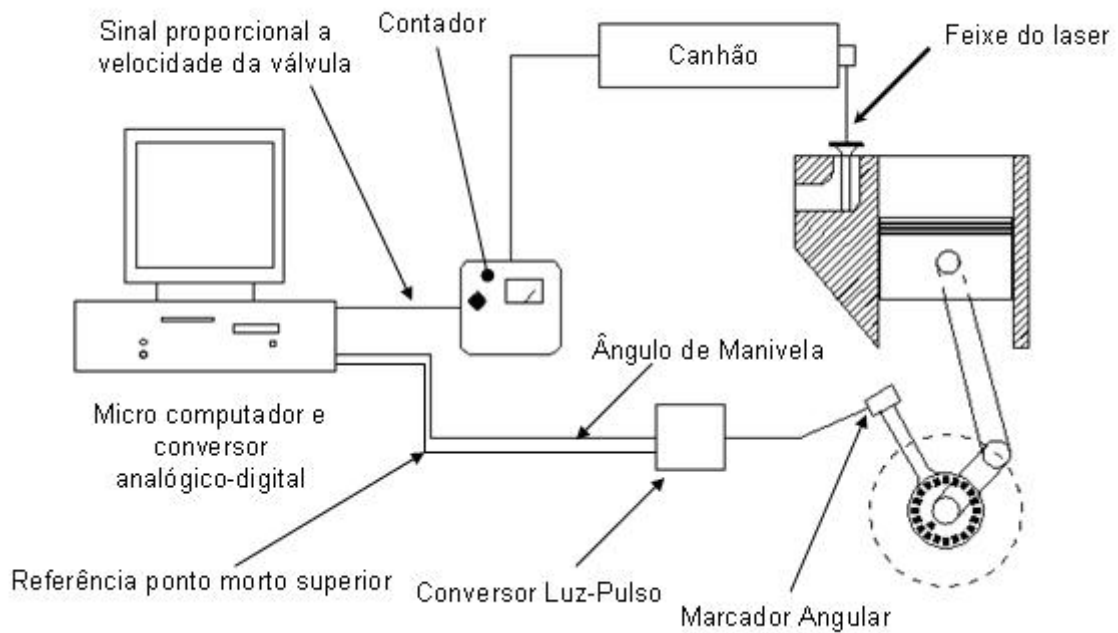 Sinal proporcional a
velocidade da válvula
Contador
Canhão
Feixe do laser
Ângulo de Manivela
Micro computador e
conversor
analógico-digital
Referência ponto morto superior
Conversor Luz-Pulso
Marcador Angular